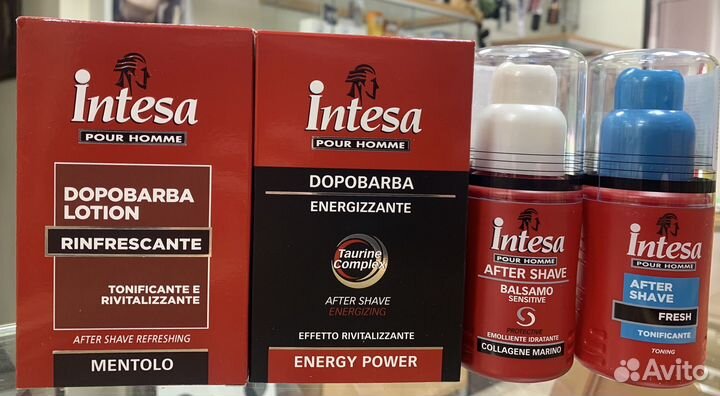 intesa
POUR HOMME
DOPOBARBA
LOTION
RINFRESCANTE
TONIFICANTE E
RIVITALIZZANTE
AFTER SHAVE REFRESHING
MENTOLO
intesa
POUR HOMME
DOPOBARBA
ENERGIZZANTE
Taurine
Complex
AFTER SHAVE
ENERGIZING
EFFETTO RIVITALIZZANTE
ENERGY POWER
intesa
POUR HOMME
AFTER SHAVE
BALSAMO
SENSITIVE
PROTECTIVE
EMOLLIENTE IDRATANTE
COLLAGENE MARINO
intesa
POUR HOMME
AFTER
SHAVE
FRESH
TONIFICANTE
TONING
Avito